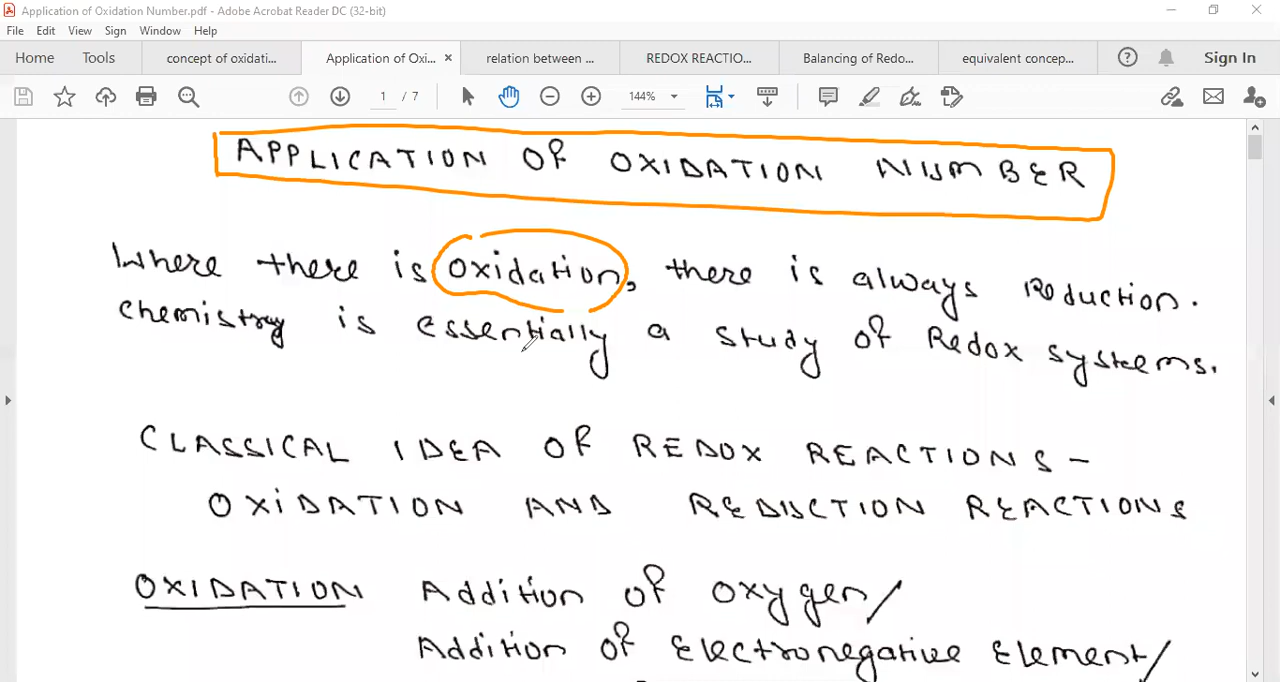 Application of Oxidation Number.pdf - Adobe Acrobat Reader DC (32-bit)
File Edit View Sign Window Help
Home Tools concept of oxidati... Application of Oxi... × relation between ... REDOX REACTIO... Balancing of Redo... equivalent concep... Sign In
1 / 7 144%
APPLICATION OF OXIDATION NUMBER
Where there is oxidation, there is always Reduction.
chemistry is essentially a study of Redox systems.
CLASSICAL IDEA OF REDOX REACTIONS -
OXIDATION AND REDUCTION REACTIONS
OXIDATION Addition of oxygen/
Addition of Electronegative Element/